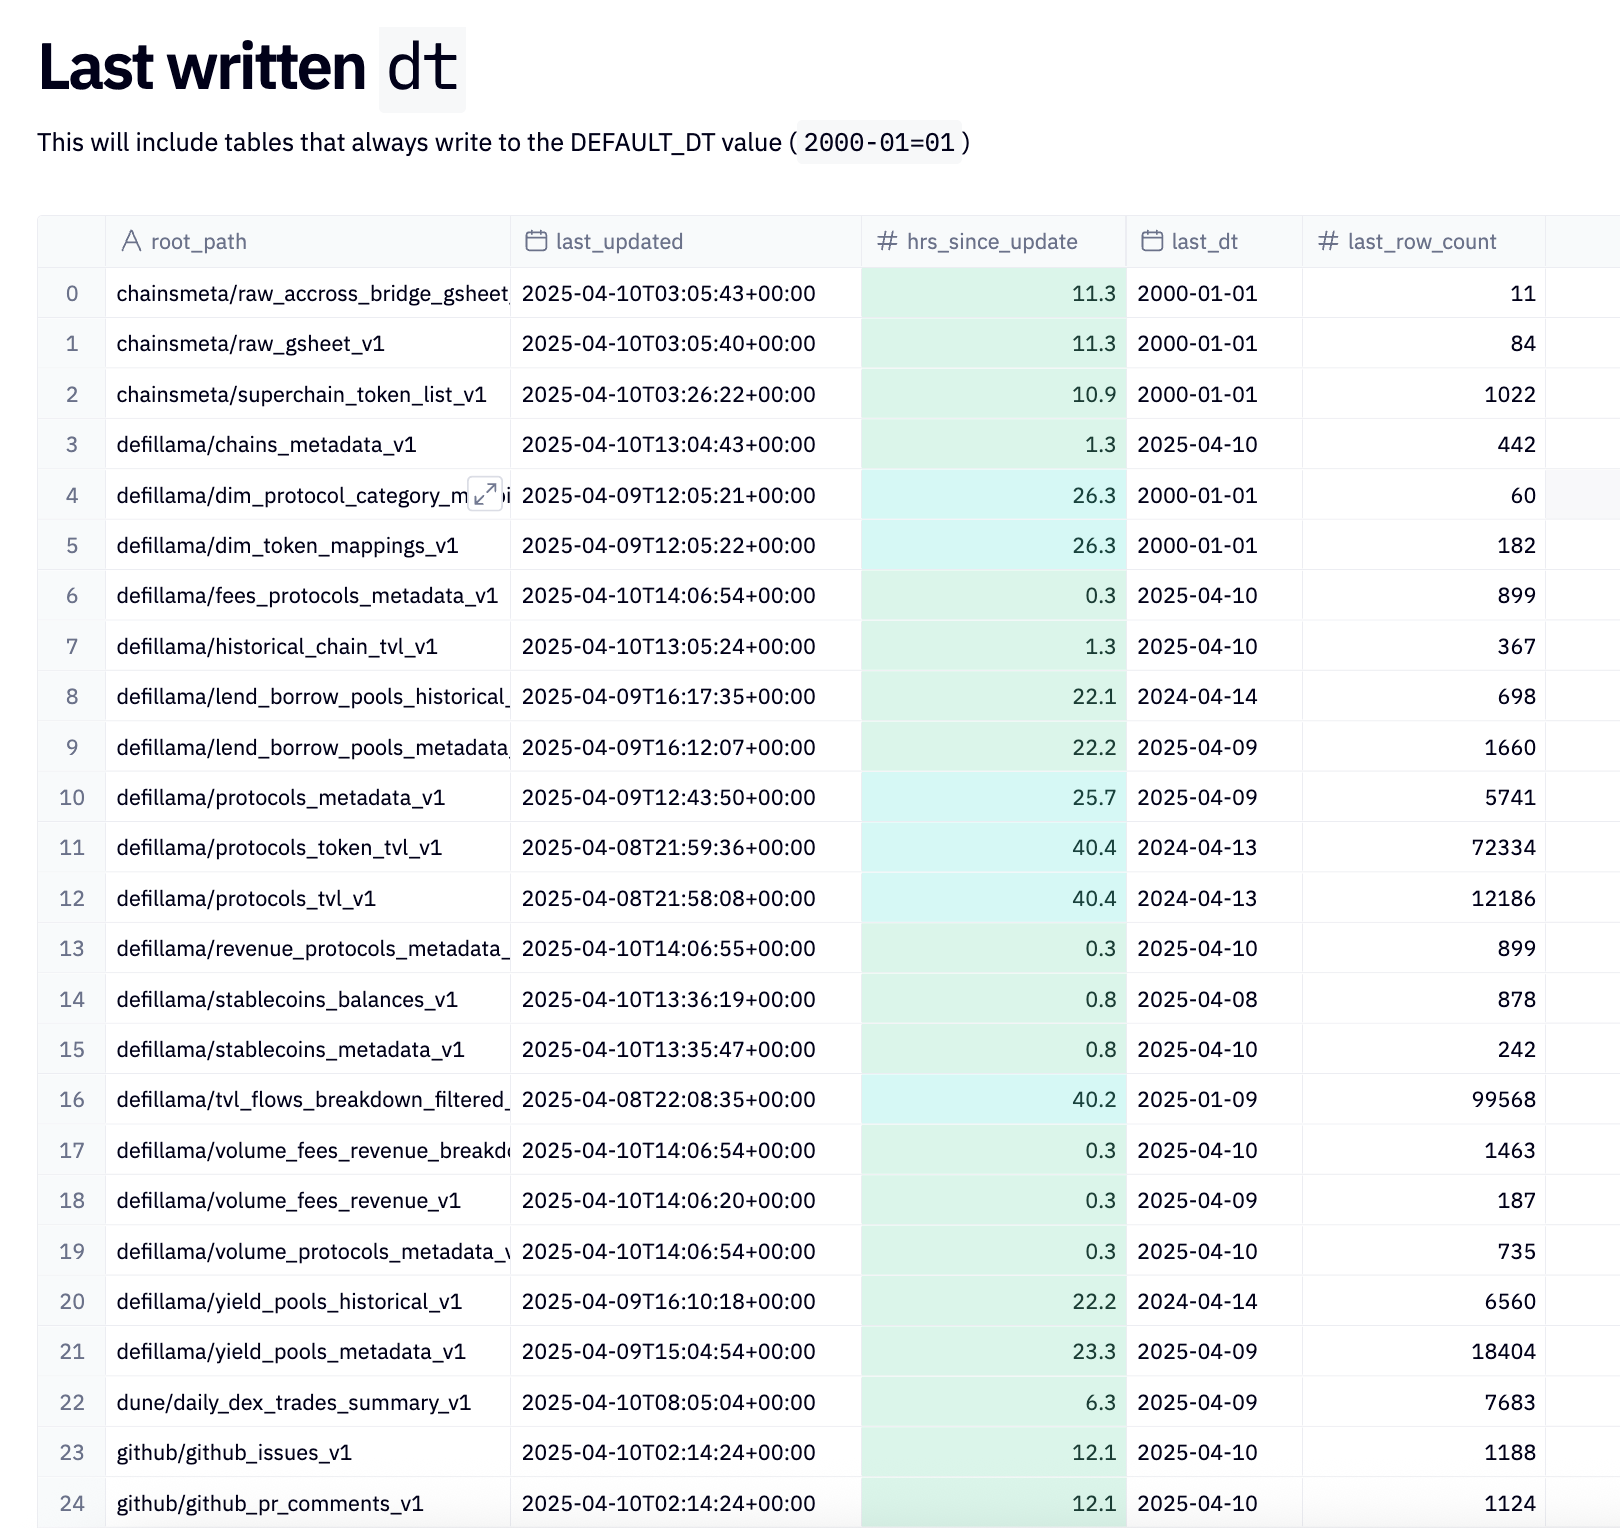 Last written dt
This will include tables that always write to the DEFAULT_DT value ( 2000-01=01 )
root_path last_updated # hrs_since_update last_dt # last_row_count
0 chainsmeta/raw_accross_bridge_gsheet_ 2025-04-10T03:05:43+00:00 11.3 2000-01-01 11
1 chainsmeta/raw_gsheet_v1 2025-04-10T03:05:40+00:00 11.3 2000-01-01 84
2 chainsmeta/superchain_token_list_v1 2025-04-10T03:26:22+00:00 10.9 2000-01-01 1022
3 defillama/chains_metadata_v1 2025-04-10T13:04:43+00:00 1.3 2025-04-10 442
4 defillama/dim_protocol_category_m 2025-04-09T12:05:21+00:00 26.3 2000-01-01 60
5 defillama/dim_token_mappings_v1 2025-04-09T12:05:22+00:00 26.3 2000-01-01 182
6 defillama/fees_protocols_metadata_v1 2025-04-10T14:06:54+00:00 0.3 2025-04-10 899
7 defillama/historical_chain_tvl_v1 2025-04-10T13:05:24+00:00 1.3 2025-04-10 367
8 defillama/lend_borrow_pools_historical_ 2025-04-09T16:17:35+00:00 22.1 2024-04-14 698
9 defillama/lend_borrow_pools_metadata_ 2025-04-09T16:12:07+00:00 22.2 2025-04-09 1660
10 defillama/protocols_metadata_v1 2025-04-09T12:43:50+00:00 25.7 2025-04-09 5741
11 defillama/protocols_token_tvl_v1 2025-04-08T21:59:36+00:00 40.4 2024-04-13 72334
12 defillama/protocols_tvl_v1 2025-04-08T21:58:08+00:00 40.4 2024-04-13 12186
13 defillama/revenue_protocols_metadata_ 2025-04-10T14:06:55+00:00 0.3 2025-04-10 899
14 defillama/stablecoins_balances_v1 2025-04-10T13:36:19+00:00 0.8 2025-04-08 878
15 defillama/stablecoins_metadata_v1 2025-04-10T13:35:47+00:00 0.8 2025-04-10 242
16 defillama/tvl_flows_breakdown_filtered_ 2025-04-08T22:08:35+00:00 40.2 2025-01-09 99568
17 defillama/volume_fees_revenue_breakd 2025-04-10T14:06:54+00:00 0.3 2025-04-10 1463
18 defillama/volume_fees_revenue_v1 2025-04-10T14:06:20+00:00 0.3 2025-04-09 187
19 defillama/volume_protocols_metadata_v 2025-04-10T14:06:54+00:00 0.3 2025-04-10 735
20 defillama/yield_pools_historical_v1 2025-04-09T16:10:18+00:00 22.2 2024-04-14 6560
21 defillama/yield_pools_metadata_v1 2025-04-09T15:04:54+00:00 23.3 2025-04-09 18404
22 dune/daily_dex_trades_summary_v1 2025-04-10T08:05:04+00:00 6.3 2025-04-09 7683
23 github/github_issues_v1 2025-04-10T02:14:24+00:00 12.1 2025-04-10 1188
24 github/github_pr_comments_v1 2025-04-10T02:14:24+00:00 12.1 2025-04-10 1124